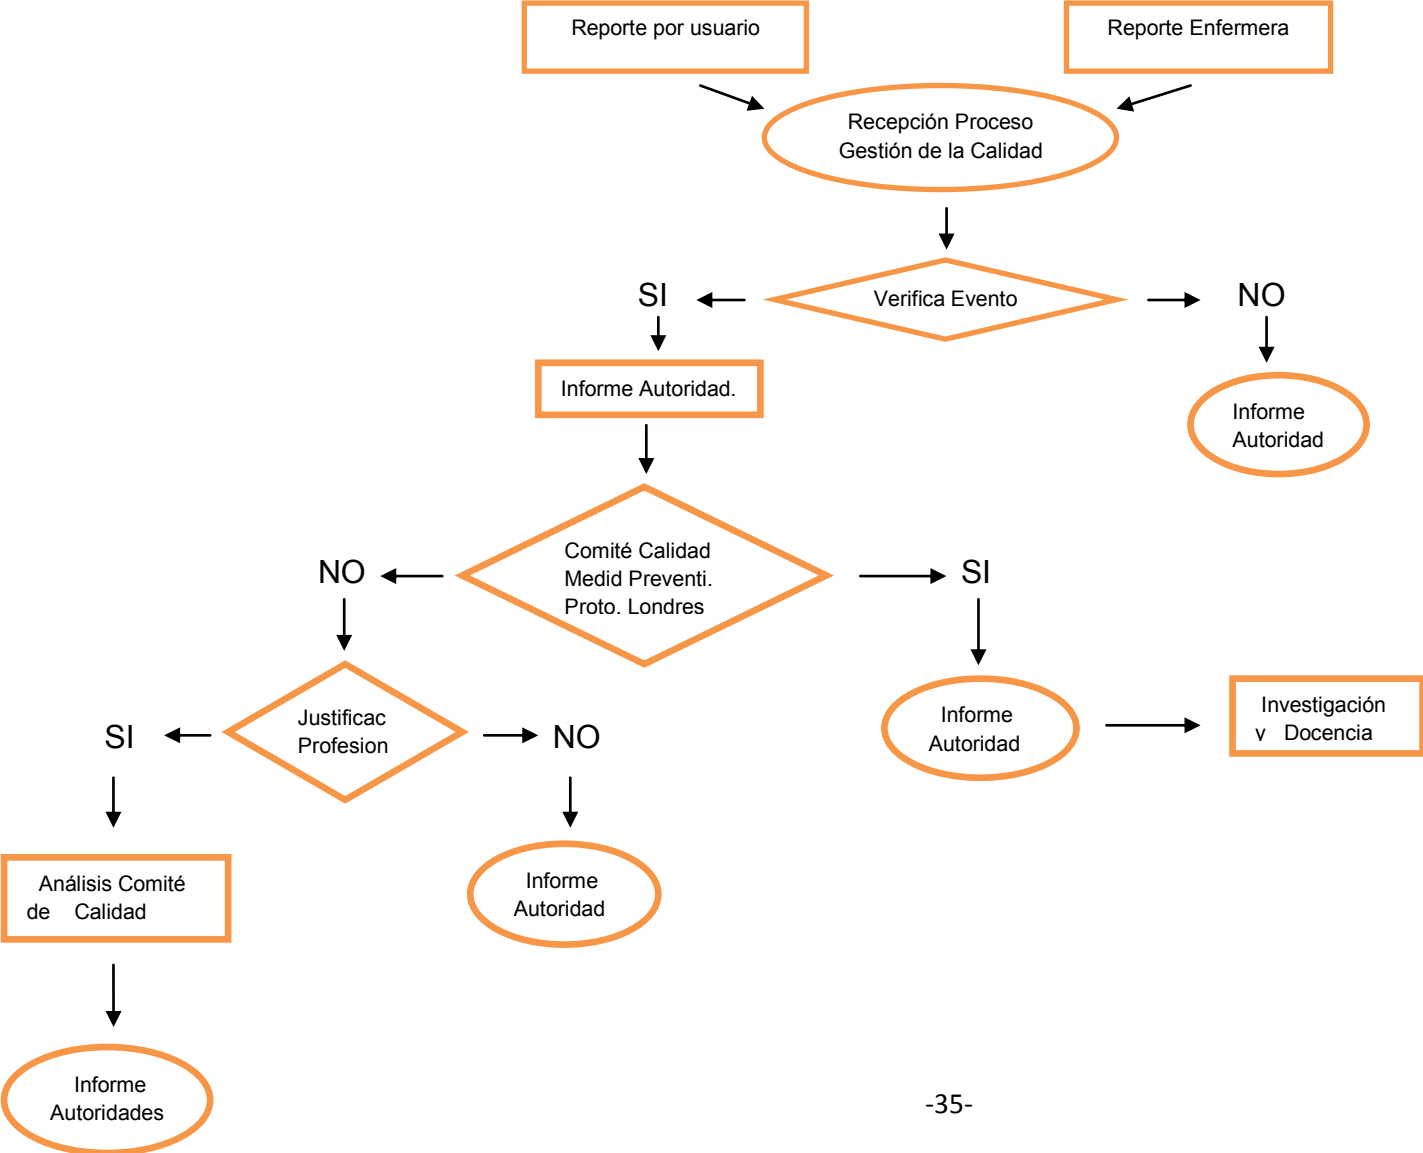 Reporte por usuario
Reporte Enfermera
Recepción Proceso
Gestión de la Calidad
Verifica Evento
SI
NO
Informe Autoridad.
Informe
Autoridad
Comité Calidad
Medid Preventi.
Proto. Londres
NO
SI
Justificac
Profesion
SI
NO
Informe
Autoridad
Investigación
y Docencia
Análisis Comité
de Calidad
Informe
Autoridad
Informe
Autoridades
-35-